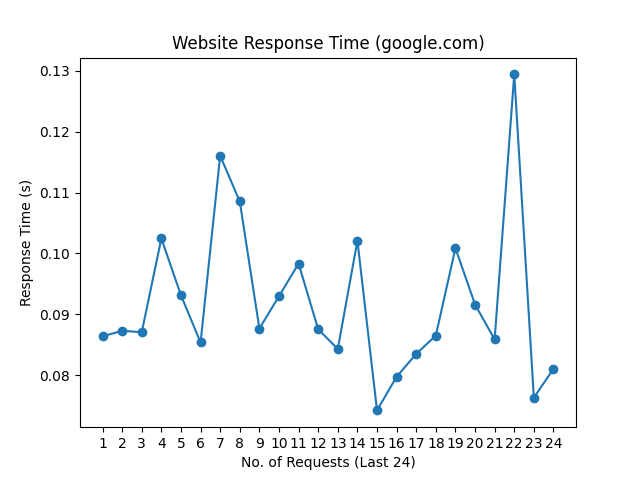 Website Response Time (google.com)
0.13
0.12
0.11
0.10
0.09
0.08
Response Time (s)
1 2 3 4 5 6 7 8 9 10 11 12 13 14 15 16 17 18 19 20 21 22 23 24
No. of Requests (Last 24)